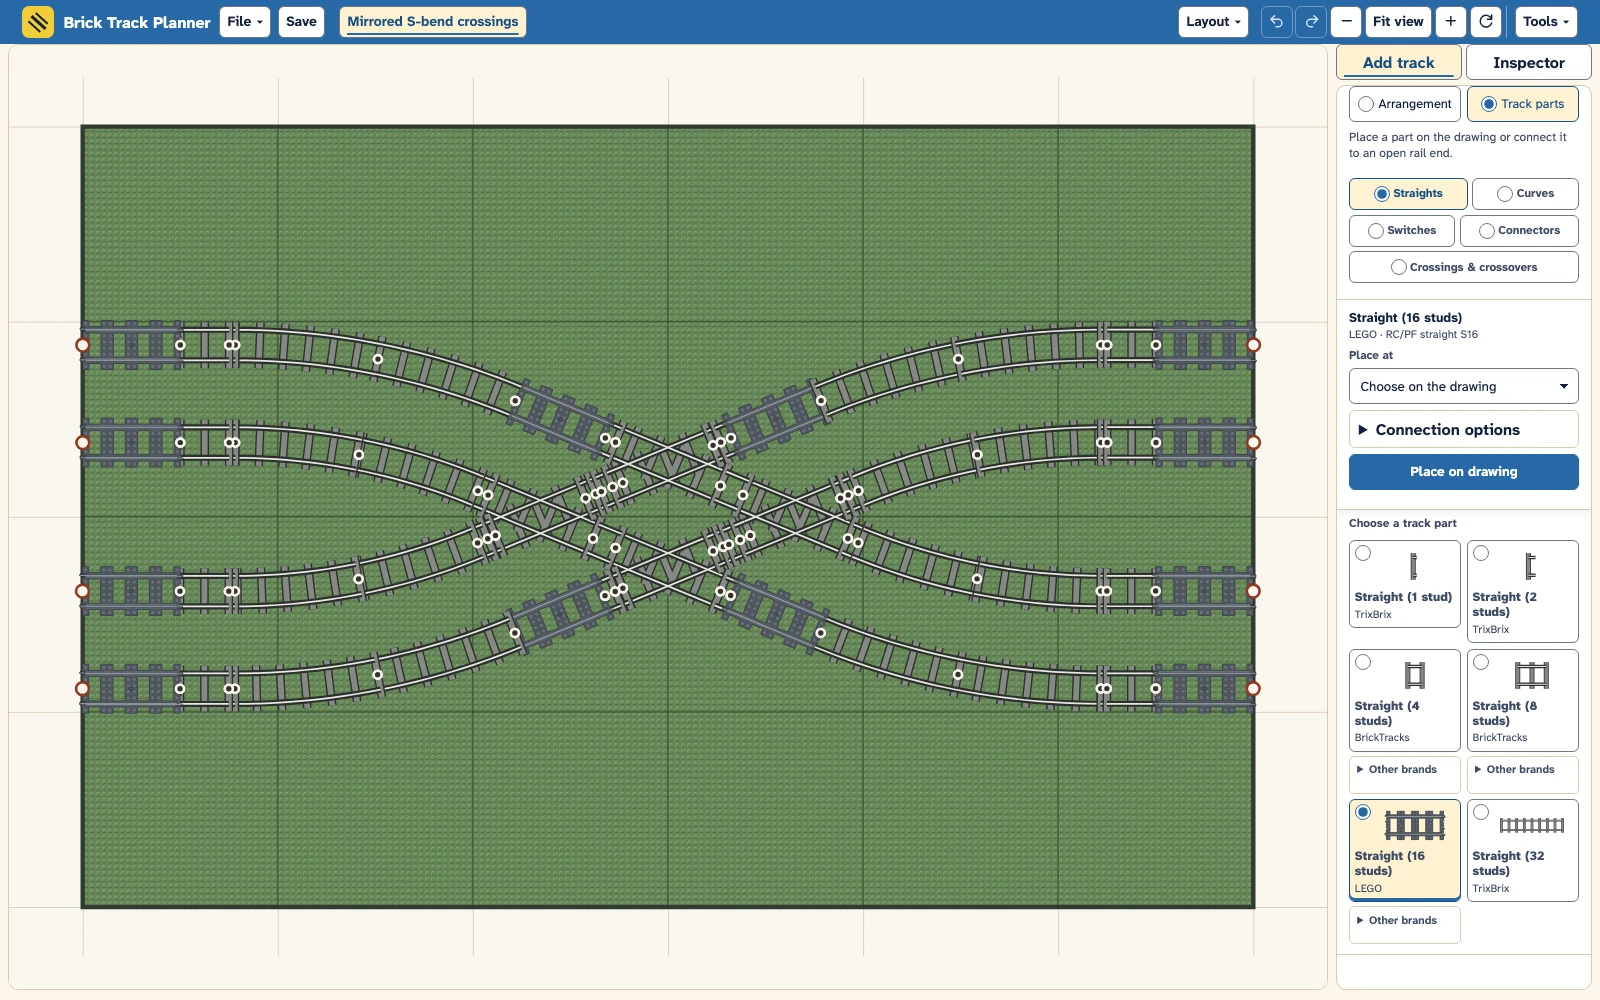 Brick Track Planner
File
Save
Mirrored S-bend crossings
Layout
Fit view
Tools
Add track
Inspector
Arrangement
Track parts
Place a part on the drawing or connect it
to an open rail end.
Straights
Curves
Switches
Connectors
Crossings & crossovers
Straight (16 studs)
LEGO · RC/PF straight S16
Place at
Choose on the drawing
Connection options
Place on drawing
Choose a track part
Straight (1 stud)
TrixBrix
Straight (2
studs)
TrixBrix
Straight (4
studs)
BrickTracks
Straight (8
studs)
BrickTracks
Other brands
Other brands
Straight (16
studs)
LEGO
Straight (32
studs)
TrixBrix
Other brands